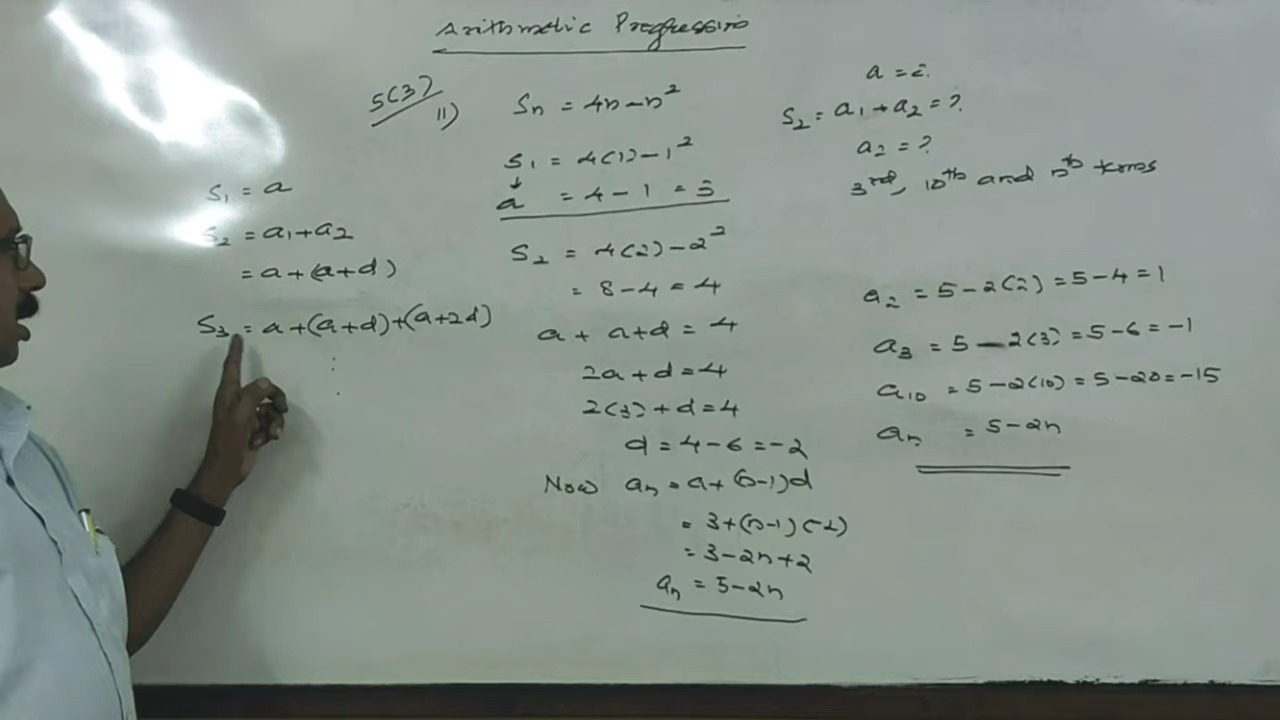 Arithmetic Progressio
5(3)
11)
Sn = 4n-n²
S1 = 4(1)-1²
a = 4-1 = 3
S2 = 4(2)-2²
= 8-4 = 4
a + a+d = 4
2a+d=4
2(3)+d=4
d=4-6=-2
Now an = a+(n-1)d
= 3+(n-1)(-2)
= 3-2n+2
an = 5-2n
S1 = a
S2 = a1+a2
= a+(a+d)
S3 = a+(a+d)+(a+2d)
a = ?
S2 = a1+a2 = ?
a2 = ?
3rd, 10th and nth terms
a2 = 5-2(2) = 5-4 = 1
a3 = 5-2(3) = 5-6 = -1
a10 = 5-2(10) = 5-20 = -15
an = 5-2n